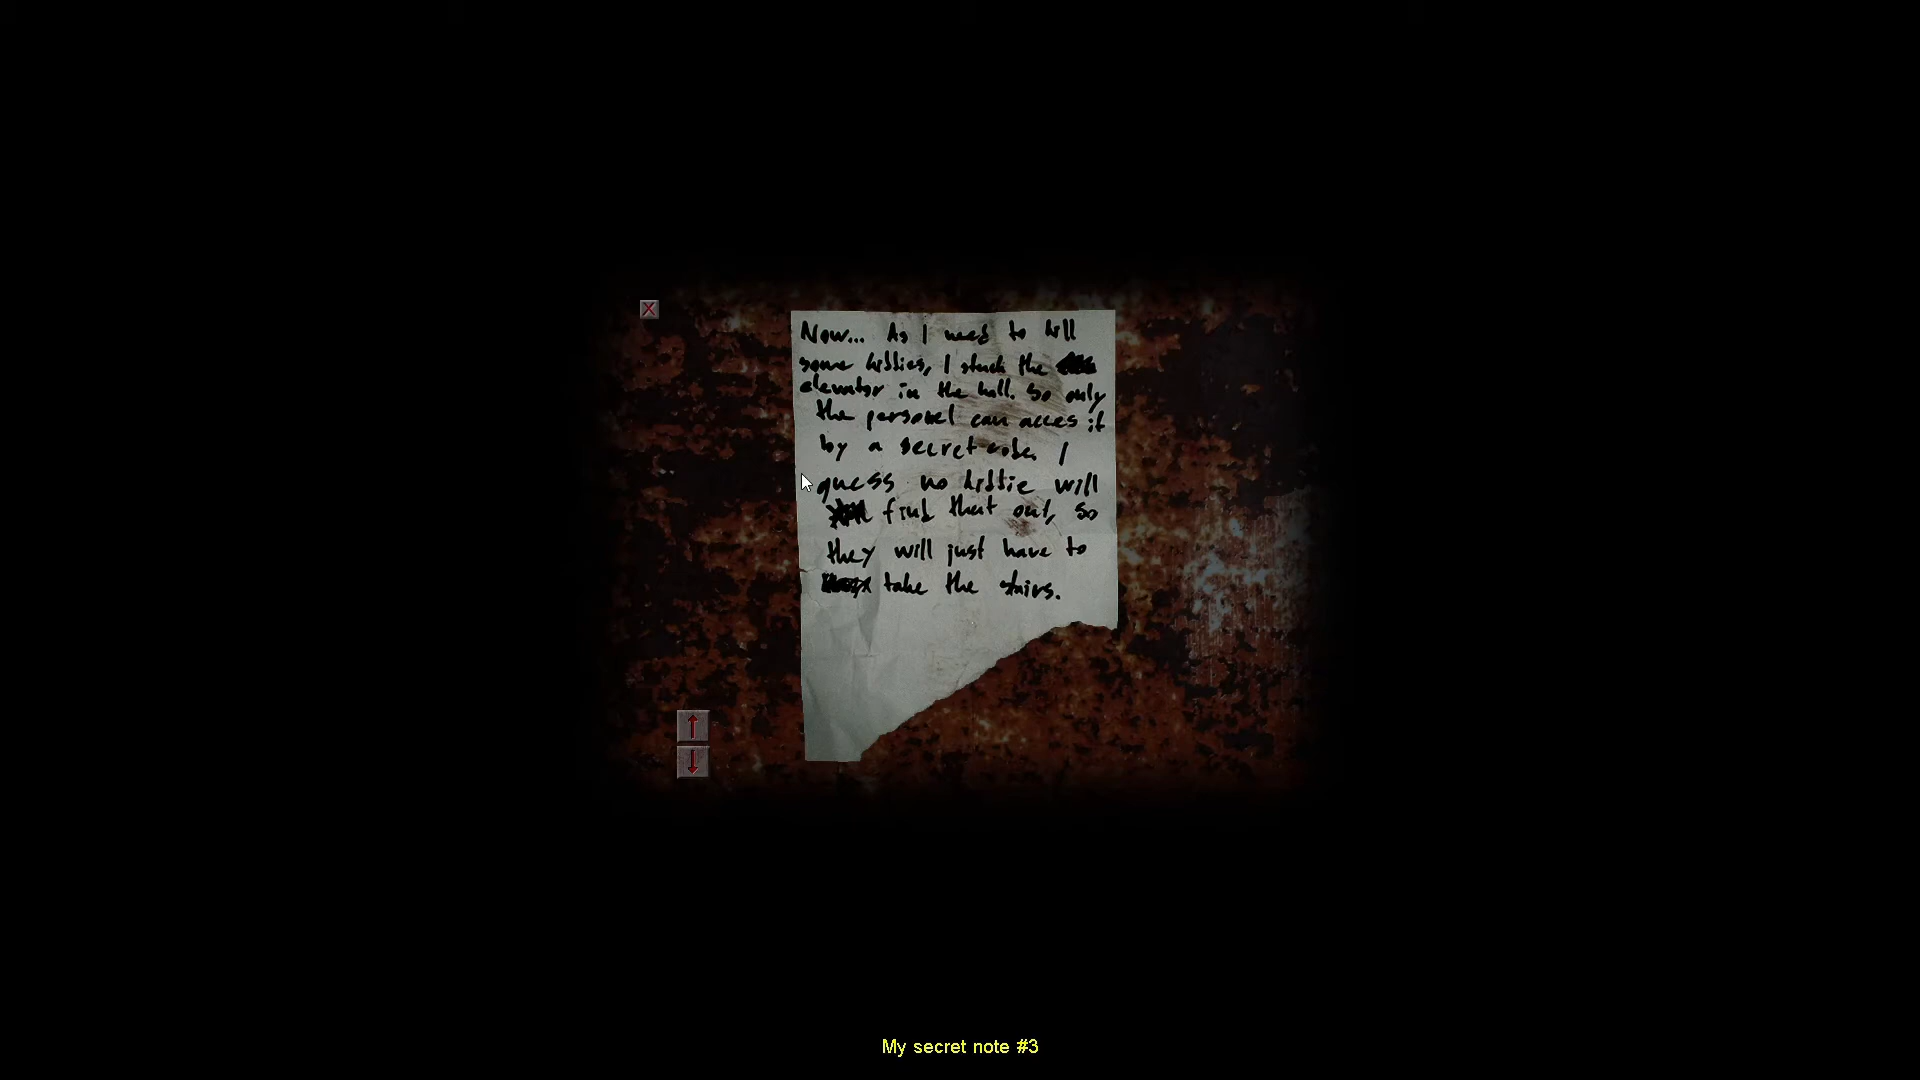 Now... As I need to kill
some kiddies, I stuck the
elevator in the hall. So only
the personel can acces it
by a secret code. I
guess no kiddie will
find that out, so
they will just have to
take the stairs.
My secret note #3